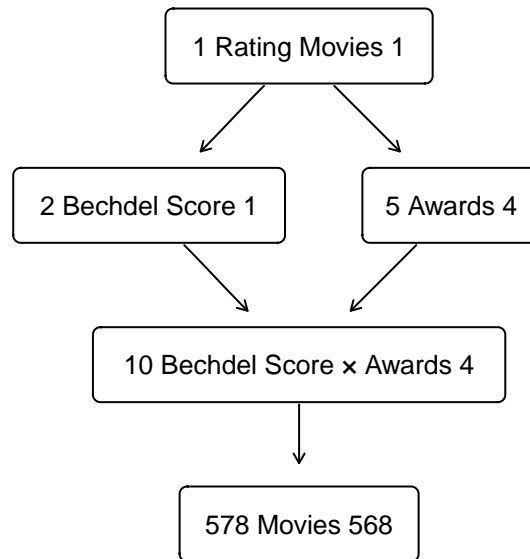 1 Rating Movies 1
2 Bechdel Score 1
5 Awards 4
10 Bechdel Score × Awards 4
578 Movies 568